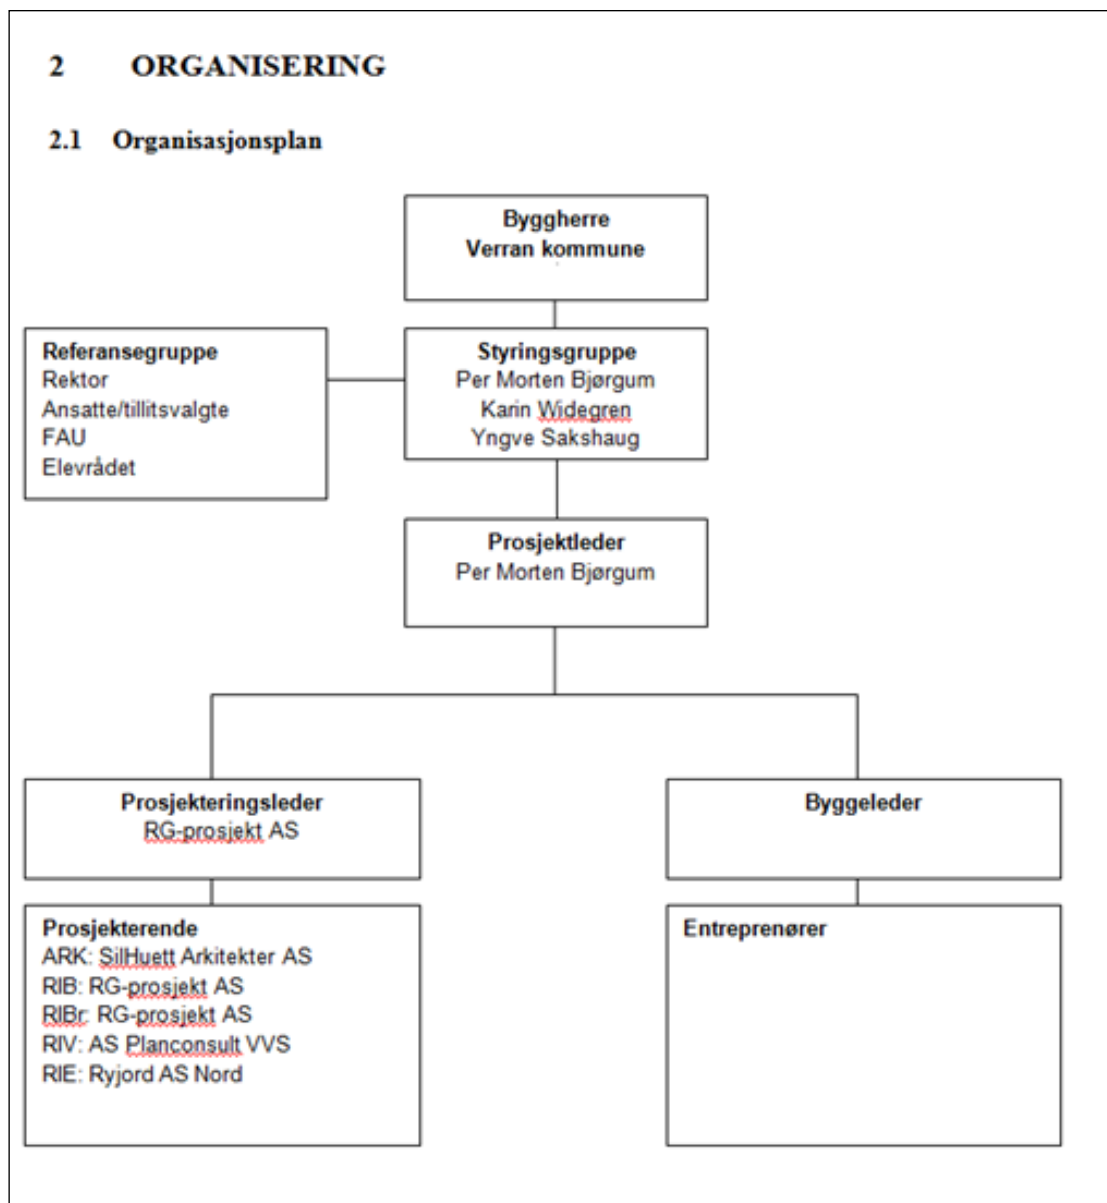 2 ORGANISERING
2.1 Organisasjonsplan
Byggherre
Verran kommune
Referansegruppe
Rektor
Ansatte/tillitsvalgte
FAU
Elevrådet
Styringsgruppe
Per Morten Bjørgum
Karin Widegren
Yngve Sakshaug
Prosjektleder
Per Morten Bjørgum
Prosjekteringsleder
RG-prosjekt AS
Byggeleder
Prosjekterende
ARK: SilHuett Arkitekter AS
RIB: RG-prosjekt AS
RIBr: RG-prosjekt AS
RIV: AS Planconsult VVS
RIE: Ryjord AS Nord
Entreprenører